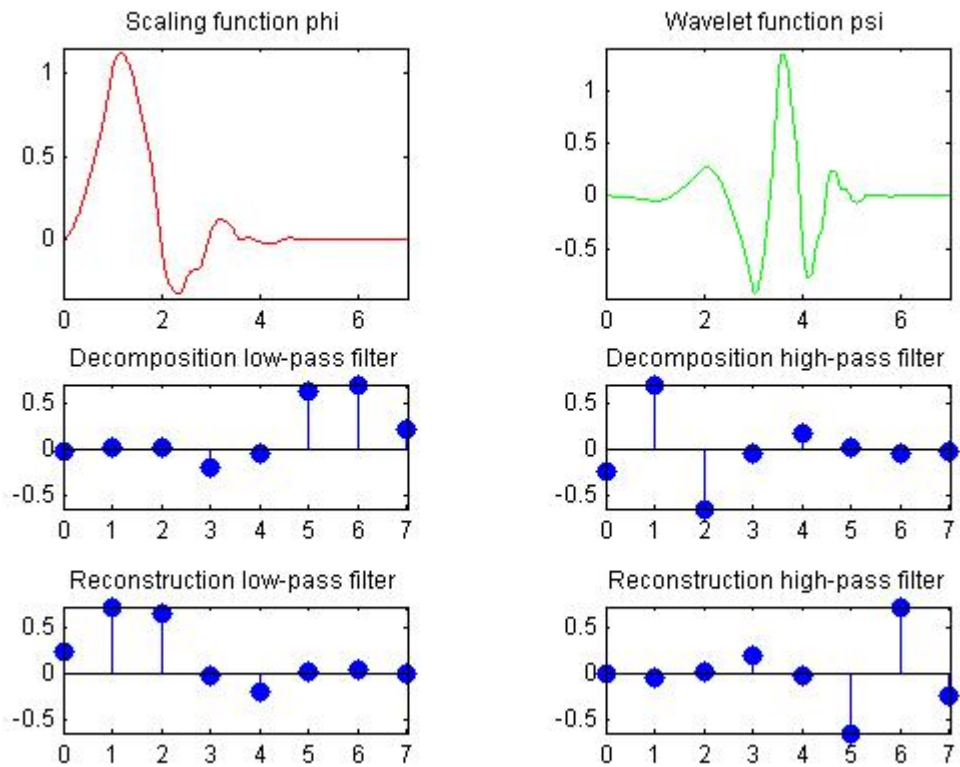 Scaling function phi
1
0.5
0
0 2 4 6
Wavelet function psi
1
0.5
0
-0.5
0 2 4 6
Decomposition low-pass filter
0.5
0
-0.5
0 1 2 3 4 5 6 7
Decomposition high-pass filter
0.5
0
-0.5
0 1 2 3 4 5 6 7
Reconstruction low-pass filter
0.5
0
-0.5
0 1 2 3 4 5 6 7
Reconstruction high-pass filter
0.5
0
-0.5
0 1 2 3 4 5 6 7